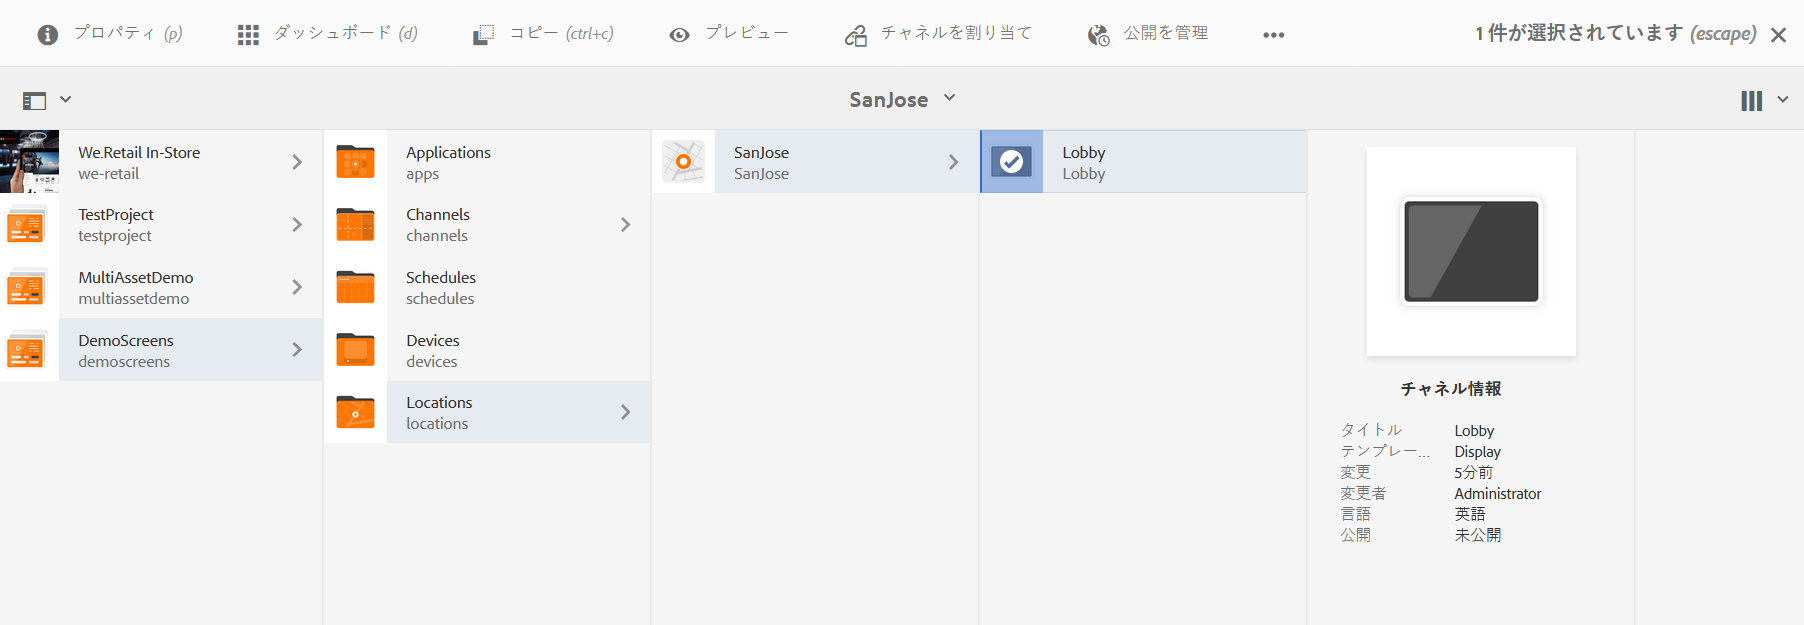 プロパティ (p)
ダッシュボード (d)
コピー (ctrl+c)
プレビュー
チャネルを割り当て
公開を管理
1 件が選択されています (escape)
SanJose
We.Retail In-Store
we-retail
TestProject
testproject
MultiAssetDemo
multiassetdemo
DemoScreens
demoscreens
Applications
apps
Channels
channels
Schedules
schedules
Devices
devices
Locations
locations
SanJose
SanJose
Lobby
Lobby
チャネル情報
タイトル Lobby
テンプレー... Display
変更 5分前
変更者 Administrator
言語 英語
公開 未公開